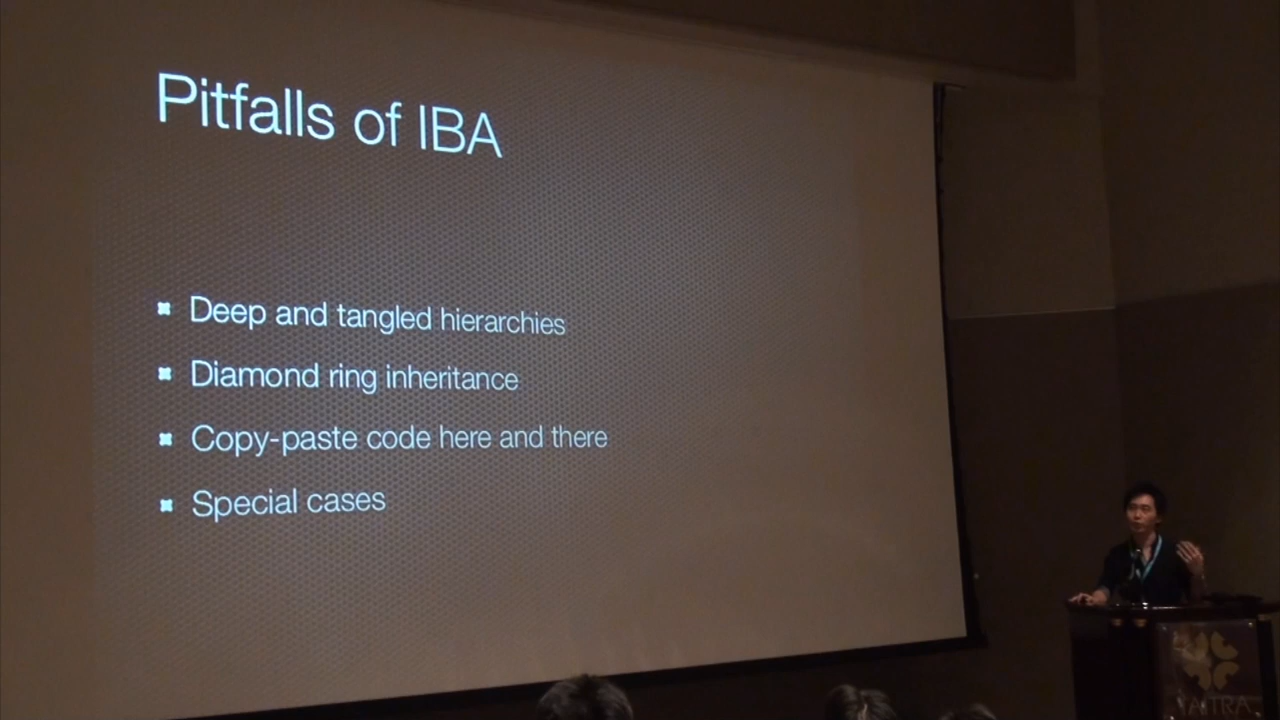 Pitfalls of IBA
Deep and tangled hierarchies
Diamond ring inheritance
Copy-paste code here and there
Special cases